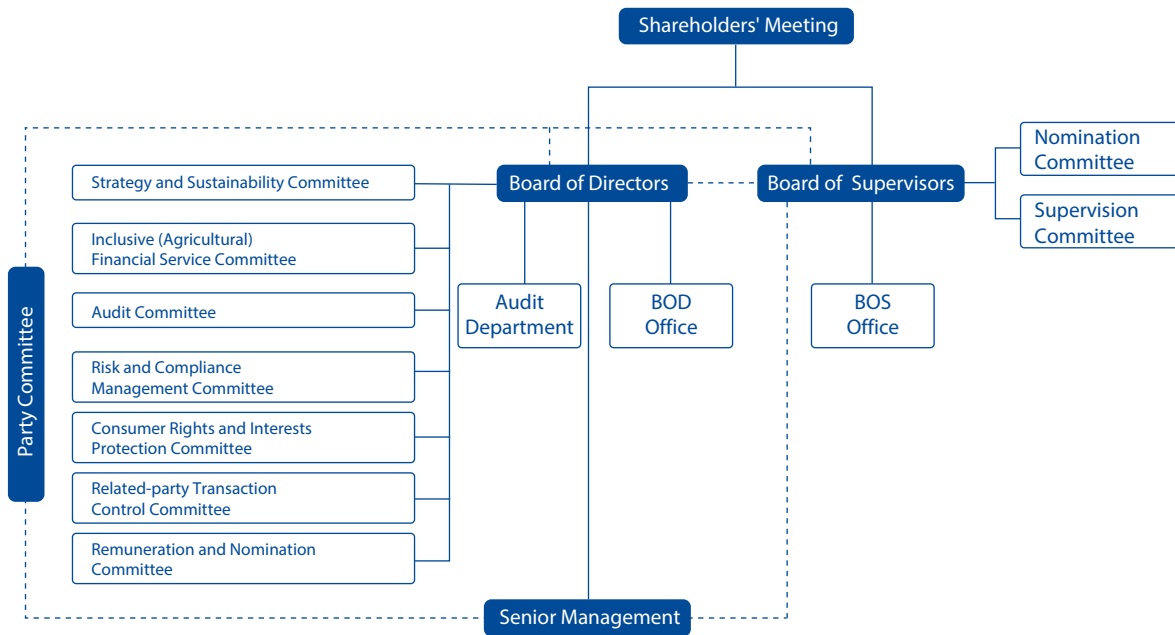 Shareholders' Meeting
Nomination
Committee
Strategy and Sustainability Committee
Board of Directors
Board of Supervisors
Supervision
Committee
Inclusive (Agricultural)
Financial Service Committee
Audit
Department
BOD
Office
BOS
Office
Audit Committee
Party Committee
Risk and Compliance
Management Committee
Consumer Rights and Interests
Protection Committee
Related-party Transaction
Control Committee
Remuneration and Nomination
Committee
Senior Management